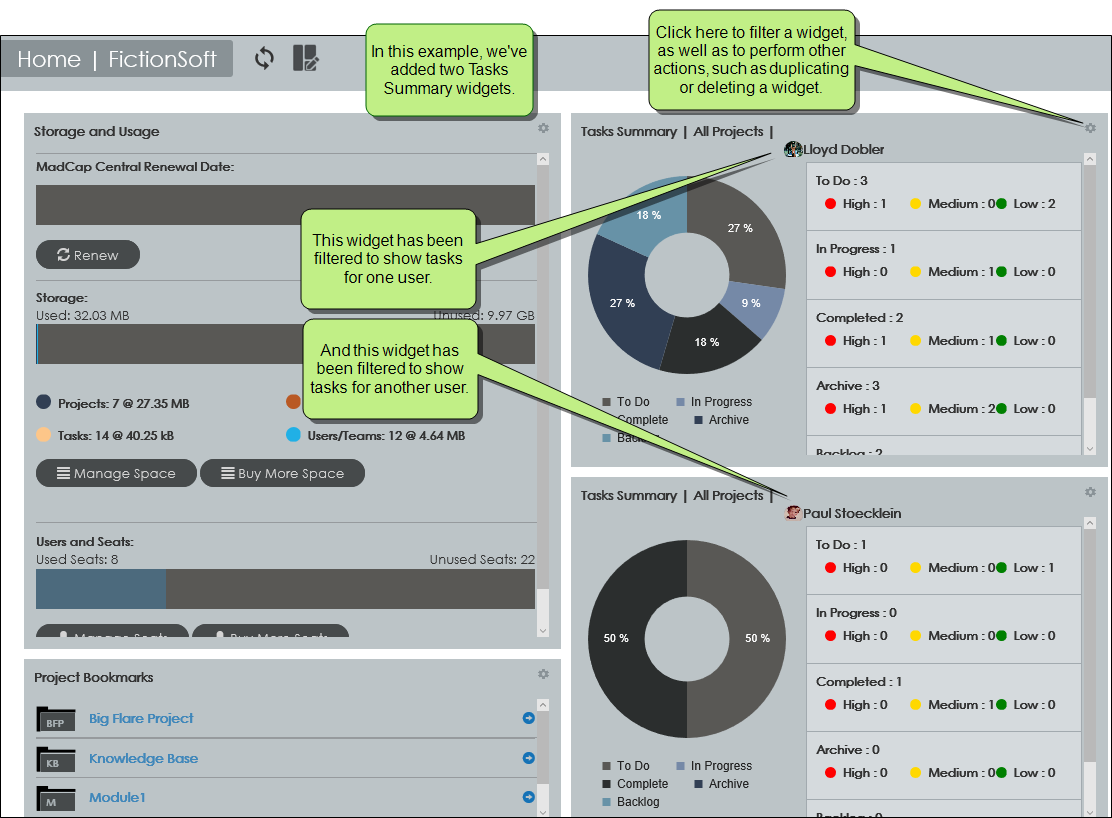 Home | FictionSoft
In this example, we've
added two Tasks
Summary widgets.
Click here to filter a widget,
as well as to perform other
actions, such as duplicating
or deleting a widget.
Storage and Usage
MadCap Central Renewal Date:
Renew
Storage:
Used: 32.03 MB
Unused: 9.97 GB
Projects: 7 @ 27.35 MB
Tasks: 14 @ 40.25 kB
Users/Teams: 12 @ 4.64 MB
Manage Space
Buy More Space
Users and Seats:
Used Seats: 8
Unused Seats: 22
Manage Seats
Buy More Seats
This widget has been
filtered to show tasks
for one user.
And this widget has
been filtered to show
tasks for another user.
Project Bookmarks
BFP
Big Flare Project
KB
Knowledge Base
M
Module1
Tasks Summary | All Projects |
Lloyd Dobler
18 %
27 %
27 %
9 %
18 %
To Do
In Progress
Complete
Archive
Backlog
To Do : 3
High : 1 Medium : 0 Low : 2
In Progress : 1
High : 0 Medium : 1 Low : 0
Completed : 2
High : 1 Medium : 1 Low : 0
Archive : 3
High : 1 Medium : 2 Low : 0
Backlog : 2
Tasks Summary | All Projects |
Paul Stoecklein
50 %
50 %
To Do
In Progress
Complete
Archive
Backlog
To Do : 1
High : 0 Medium : 0 Low : 1
In Progress : 0
High : 0 Medium : 0 Low : 0
Completed : 1
High : 0 Medium : 1 Low : 0
Archive : 0
High : 0 Medium : 0 Low : 0
Backlog : 0